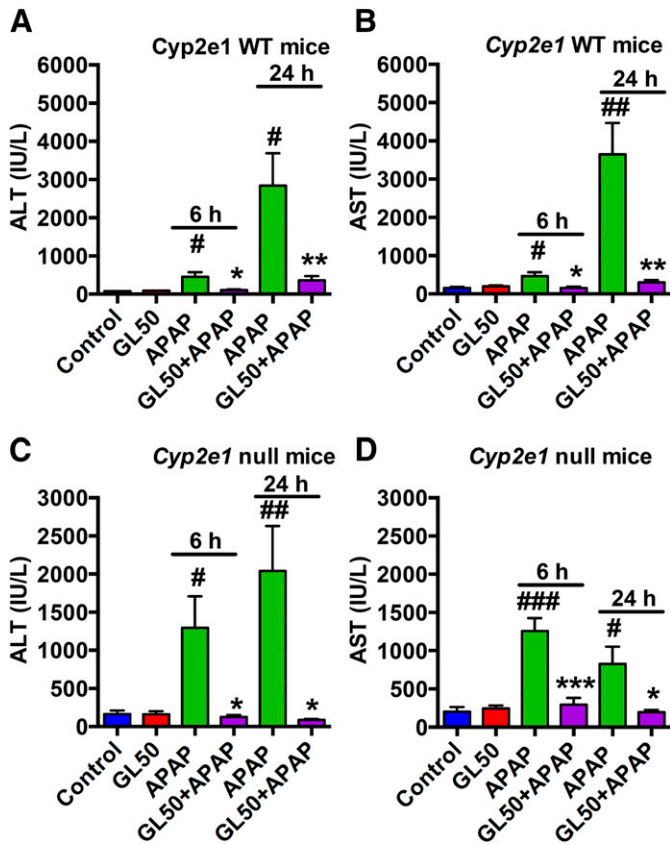 A
Cyp2e1 WT mice
24 h
#
6 h
#
*
**
ALT (IU/L)
6000
5000
4000
3000
2000
1000
0
Control
GL50
APAP
GL50+APAP
APAP
GL50+APAP
B
Cyp2e1 WT mice
24 h
##
6 h
#
*
**
AST (IU/L)
6000
5000
4000
3000
2000
1000
0
Control
GL50
APAP
GL50+APAP
APAP
GL50+APAP
C
Cyp2e1 null mice
24 h
##
6 h
#
*
*
ALT (IU/L)
3000
2500
2000
1500
1000
500
0
Control
GL50
APAP
GL50+APAP
APAP
GL50+APAP
D
Cyp2e1 null mice
6 h
###
24 h
#
***
*
AST (IU/L)
3000
2500
2000
1500
1000
500
0
Control
GL50
APAP
GL50+APAP
APAP
GL50+APAP